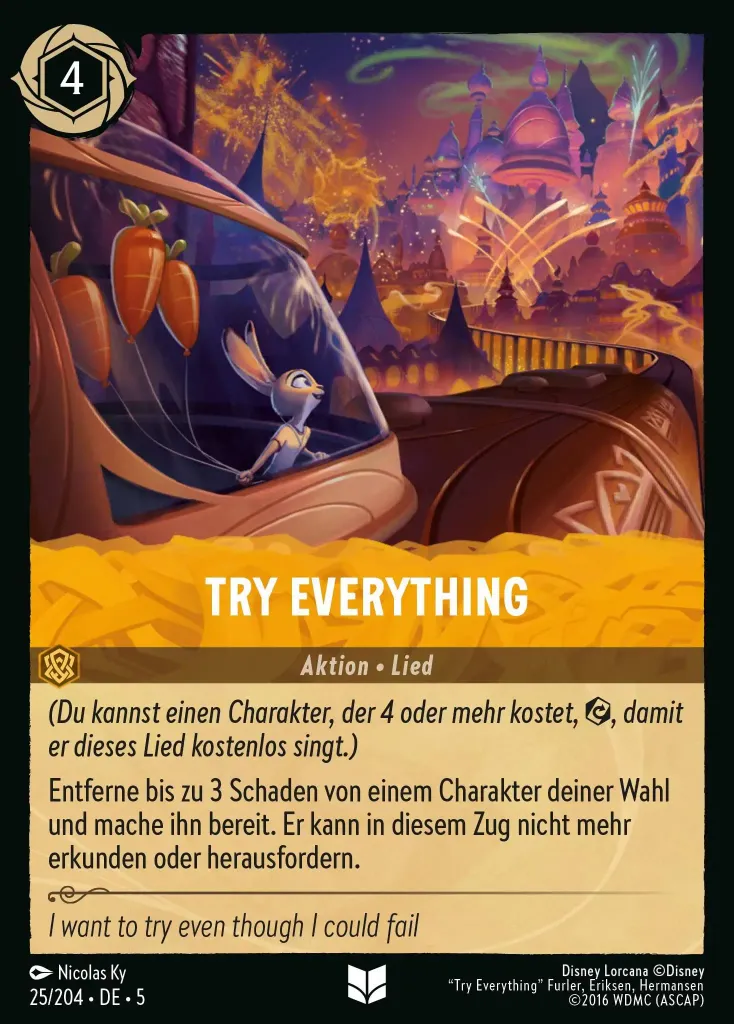 4
TRY EVERYTHING
Aktion • Lied
(Du kannst einen Charakter, der 4 oder mehr kostet, , damit
er dieses Lied kostenlos singt.)
Entferne bis zu 3 Schaden von einem Charakter deiner Wahl
und mache ihn bereit. Er kann in diesem Zug nicht mehr
erkunden oder herausfordern.
I want to try even though I could fail
Nicolas Ky
25/204 • DE • 5
Disney Lorcana ©Disney
“Try Everything” Furler, Eriksen, Hermansen
©2016 WDMC (ASCAP)